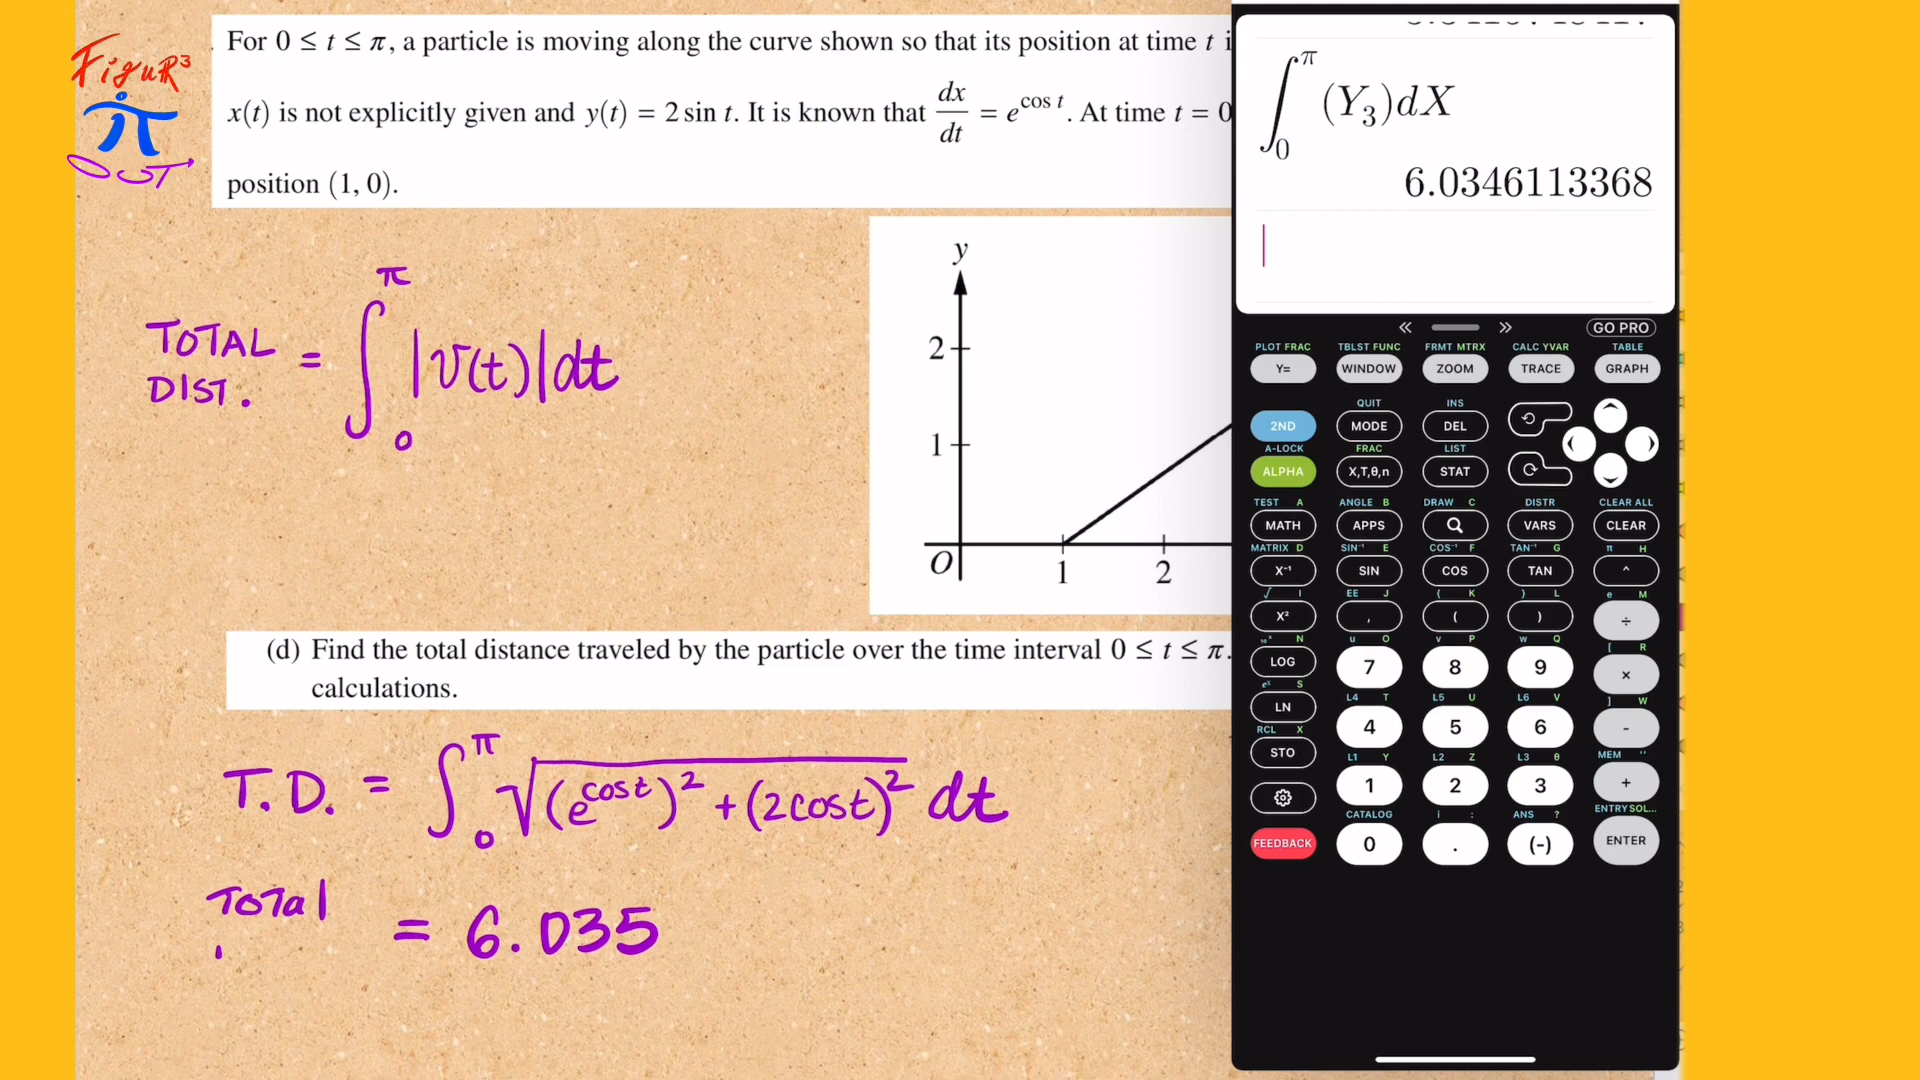 FiguR³
π
OuT
For 0 ≤ t ≤ π, a particle is moving along the curve shown so that its position at time t i
x(t) is not explicitly given and y(t) = 2 sin t. It is known that dx/dt = e^{cos t}. At time t = 0
position (1, 0).
TOTAL DIST. = ∫_0^π |v(t)| dt
y
2
1
O
1 2
(d) Find the total distance traveled by the particle over the time interval 0 ≤ t ≤ π.
calculations.
T.D. = ∫_0^π √((e^{cos t})² + (2cos t)²) dt
Total = 6.035
∫_0^π (Y₃)dX
6.0346113368
« »
GO PRO
PLOT FRAC TBLST FUNC FRMT MTRX CALC YVAR TABLE
Y= WINDOW ZOOM TRACE GRAPH
QUIT INS
2ND MODE DEL
A-LOCK FRAC LIST
ALPHA X,T,θ,n STAT
TEST A ANGLE B DRAW C DISTR CLEAR ALL
MATH APPS VARS CLEAR
MATRIX D SIN⁻¹ E COS⁻¹ F TAN⁻¹ G π H
X⁻¹ SIN COS TAN ^
√ I EE J { K } L e M
X² , ( ) ÷
10ˣ N u O v P w Q [ R
LOG 7 8 9 ×
eˣ S L4 T L5 U L6 V ] W
LN 4 5 6 -
RCL X L1 Y L2 Z L3 θ MEM "
STO 1 2 3 +
CATALOG i : ANS ? ENTRY SOL...
FEEDBACK 0 . (-) ENTER